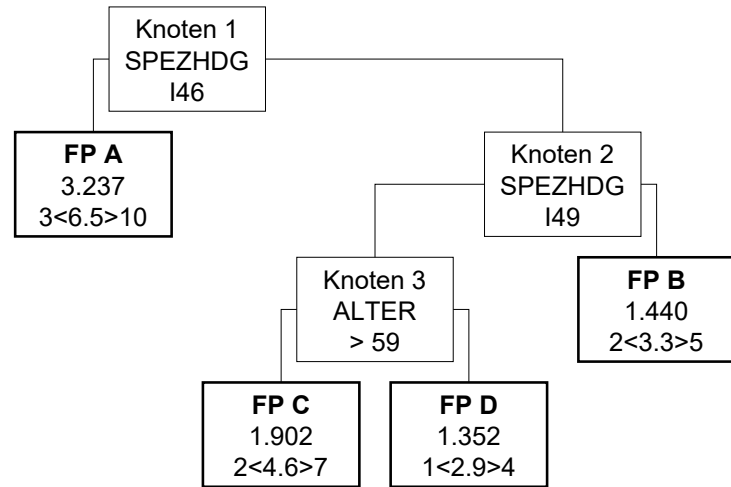 Knoten 1
SPEZHDG
I46
FP A
3.237
3<6.5>10
Knoten 2
SPEZHDG
I49
Knoten 3
ALTER
> 59
FP B
1.440
2<3.3>5
FP C
1.902
2<4.6>7
FP D
1.352
1<2.9>4